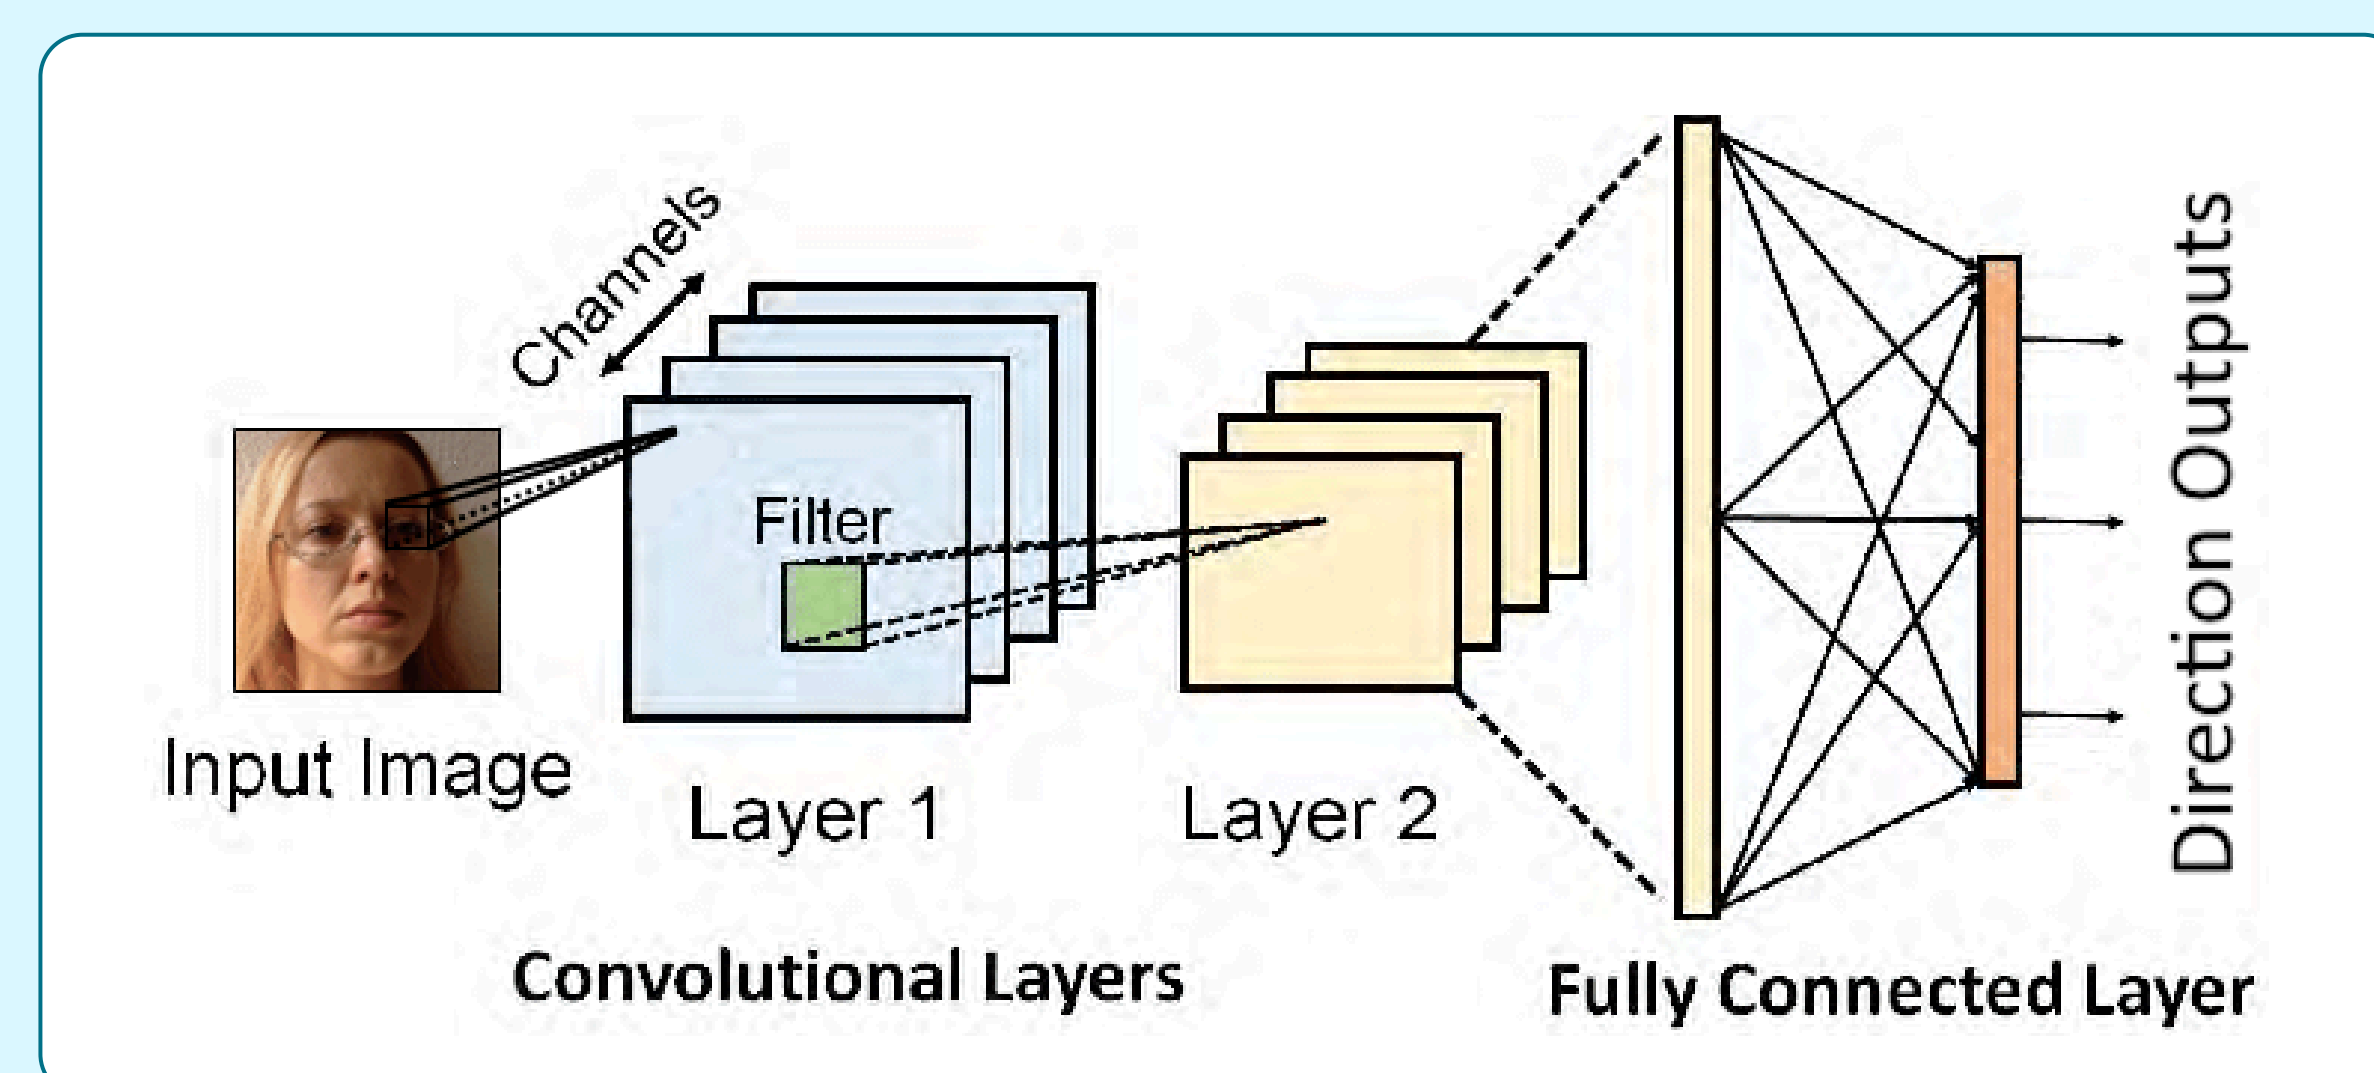 Channels
Filter
Input Image
Layer 1
Layer 2
Direction Outputs
Convolutional Layers
Fully Connected Layer